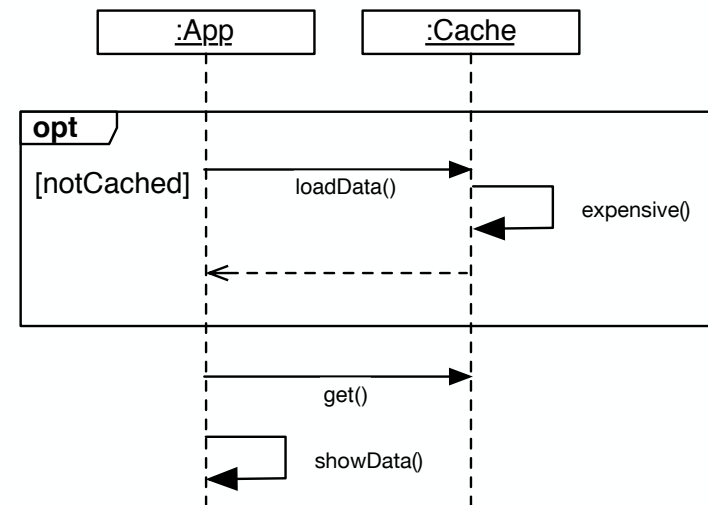 :App
:Cache
opt
[notCached]
loadData()
expensive()
get()
showData()